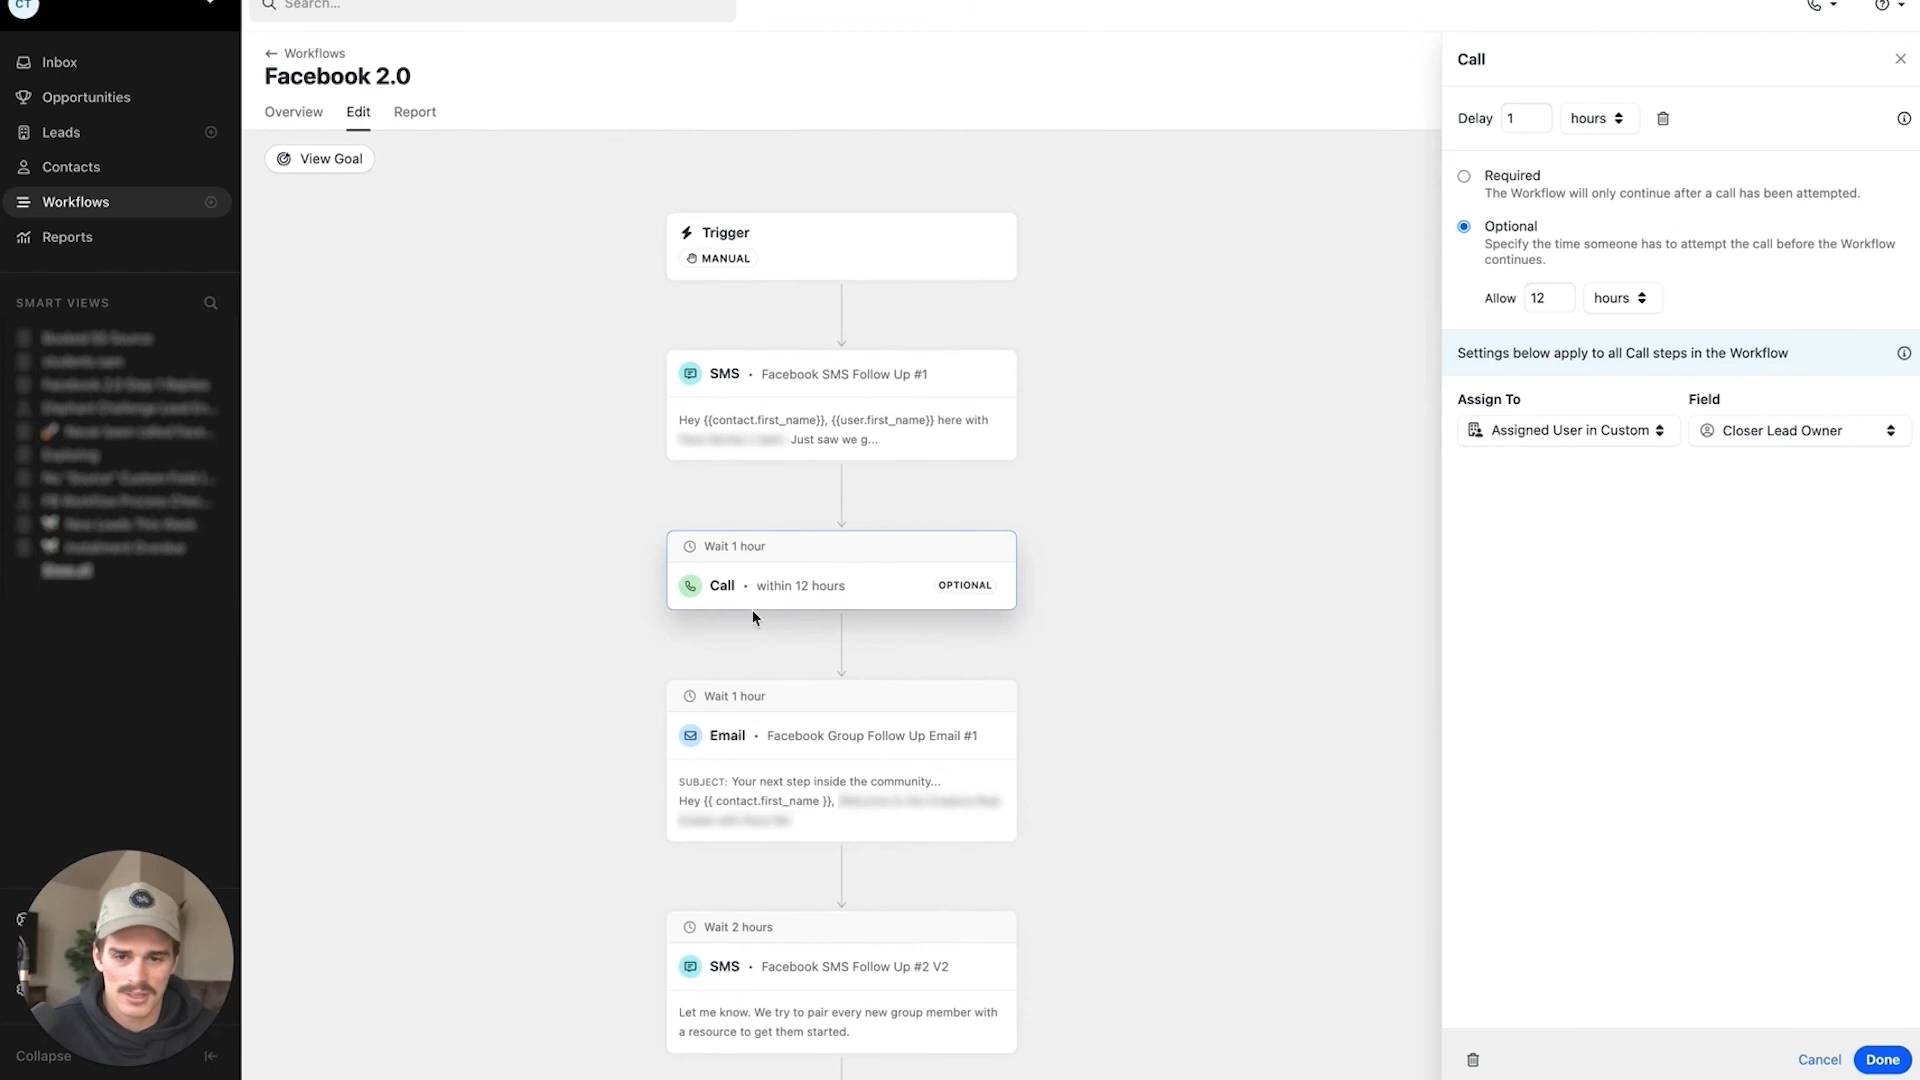 CT
Search...
Inbox
Opportunities
Leads
Contacts
Workflows
Reports
SMART VIEWS
Show all
Collapse
Workflows
Facebook 2.0
Overview
Edit
Report
View Goal
Trigger
MANUAL
SMS • Facebook SMS Follow Up #1
Hey {{contact.first_name}}, {{user.first_name}} here with
Just saw we g...
Wait 1 hour
Call • within 12 hours
OPTIONAL
Wait 1 hour
Email • Facebook Group Follow Up Email #1
SUBJECT: Your next step inside the community...
Hey {{ contact.first_name }},
Wait 2 hours
SMS • Facebook SMS Follow Up #2 V2
Let me know. We try to pair every new group member with
a resource to get them started.
Call
Delay 1 hours
Required
The Workflow will only continue after a call has been attempted.
Optional
Specify the time someone has to attempt the call before the Workflow
continues.
Allow 12 hours
Settings below apply to all Call steps in the Workflow
Assign To
Field
Assigned User in Custom
Closer Lead Owner
Cancel
Done